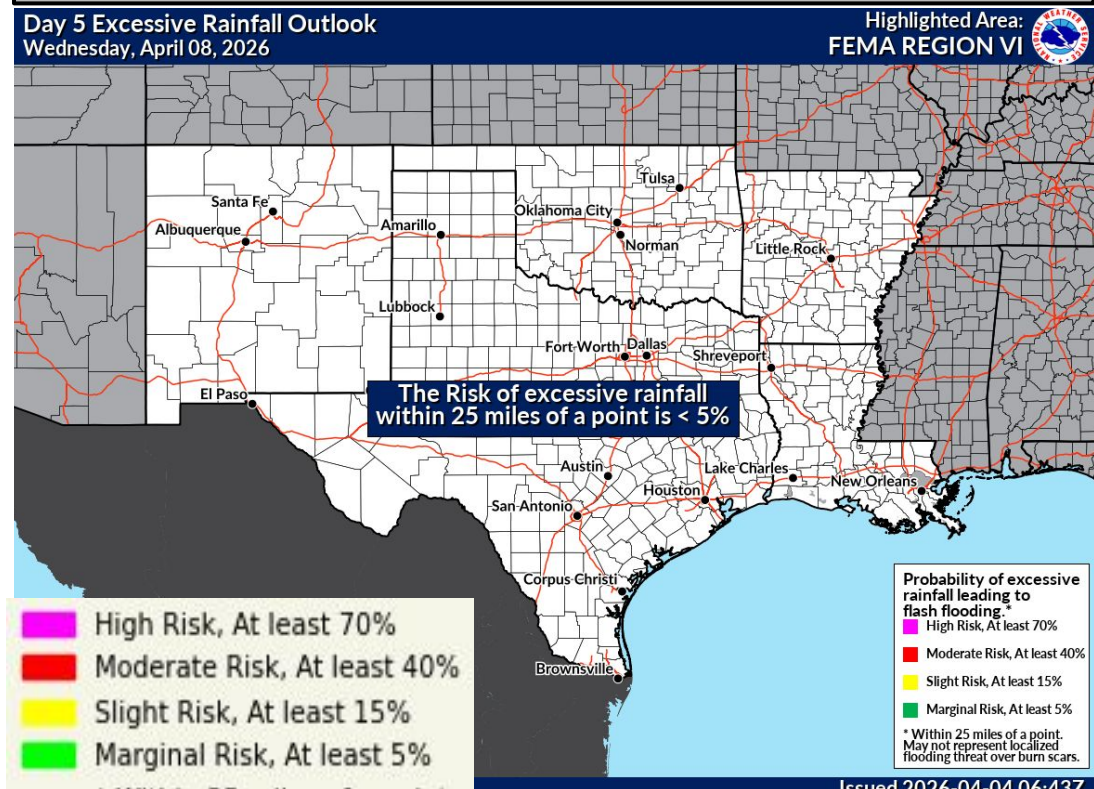 Day 5 Excessive Rainfall Outlook
Wednesday, April 08, 2026
Highlighted Area:
FEMA REGION VI
Tulsa
Santa Fe
Oklahoma City
Albuquerque
Amarillo
Norman
Little Rock
Lubbock
Fort Worth
Dallas
Shreveport
The Risk of excessive rainfall
within 25 miles of a point is < 5%
El Paso
Austin
Lake Charles
New Orleans
Houston
San Antonio
Corpus Christi
Brownsville
High Risk, At least 70%
Moderate Risk, At least 40%
Slight Risk, At least 15%
Marginal Risk, At least 5%
Probability of excessive
rainfall leading to
flash flooding.*
High Risk, At least 70%
Moderate Risk, At least 40%
Slight Risk, At least 15%
Marginal Risk, At least 5%
* Within 25 miles of a point.
May not represent localized
flooding threat over burn scars.
Issued 2026-04-04 06:43Z